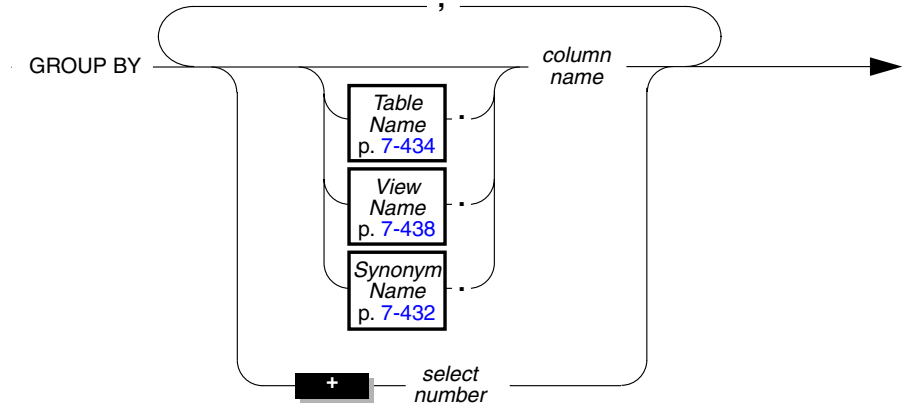 ,
GROUP BY
column
name
Table
Name
p. 7-434
.
View
Name
p. 7-438
.
Synonym
Name
p. 7-432
.
+
select
number